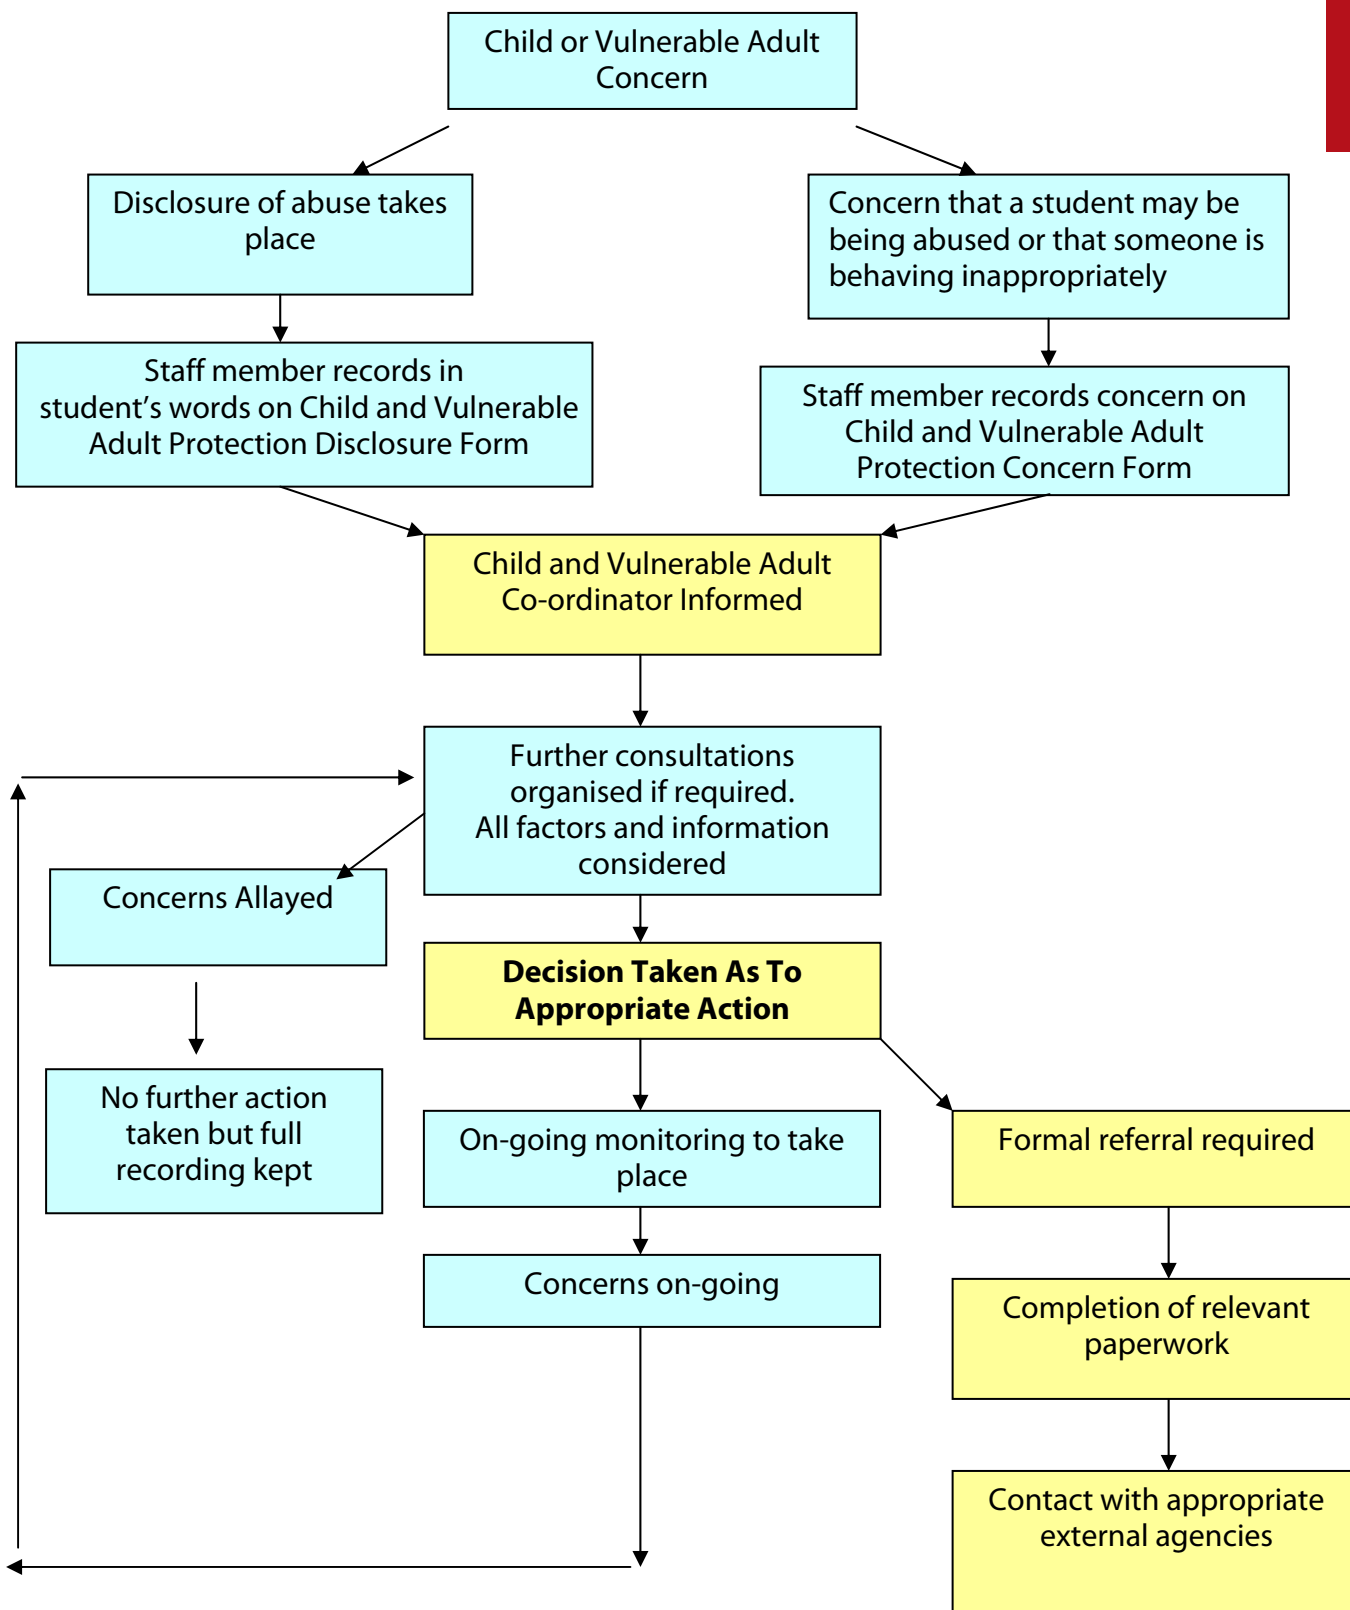 Child or Vulnerable Adult
Concern
Disclosure of abuse takes
place
Concern that a student may be
being abused or that someone is
behaving inappropriately
Staff member records in
student’s words on Child and Vulnerable
Adult Protection Disclosure Form
Staff member records concern on
Child and Vulnerable Adult
Protection Concern Form
Child and Vulnerable Adult
Co-ordinator Informed
Further consultations
organised if required.
All factors and information
considered
Concerns Allayed
Decision Taken As To
Appropriate Action
No further action
taken but full
recording kept
On-going monitoring to take
place
Formal referral required
Concerns on-going
Completion of relevant
paperwork
Contact with appropriate
external agencies